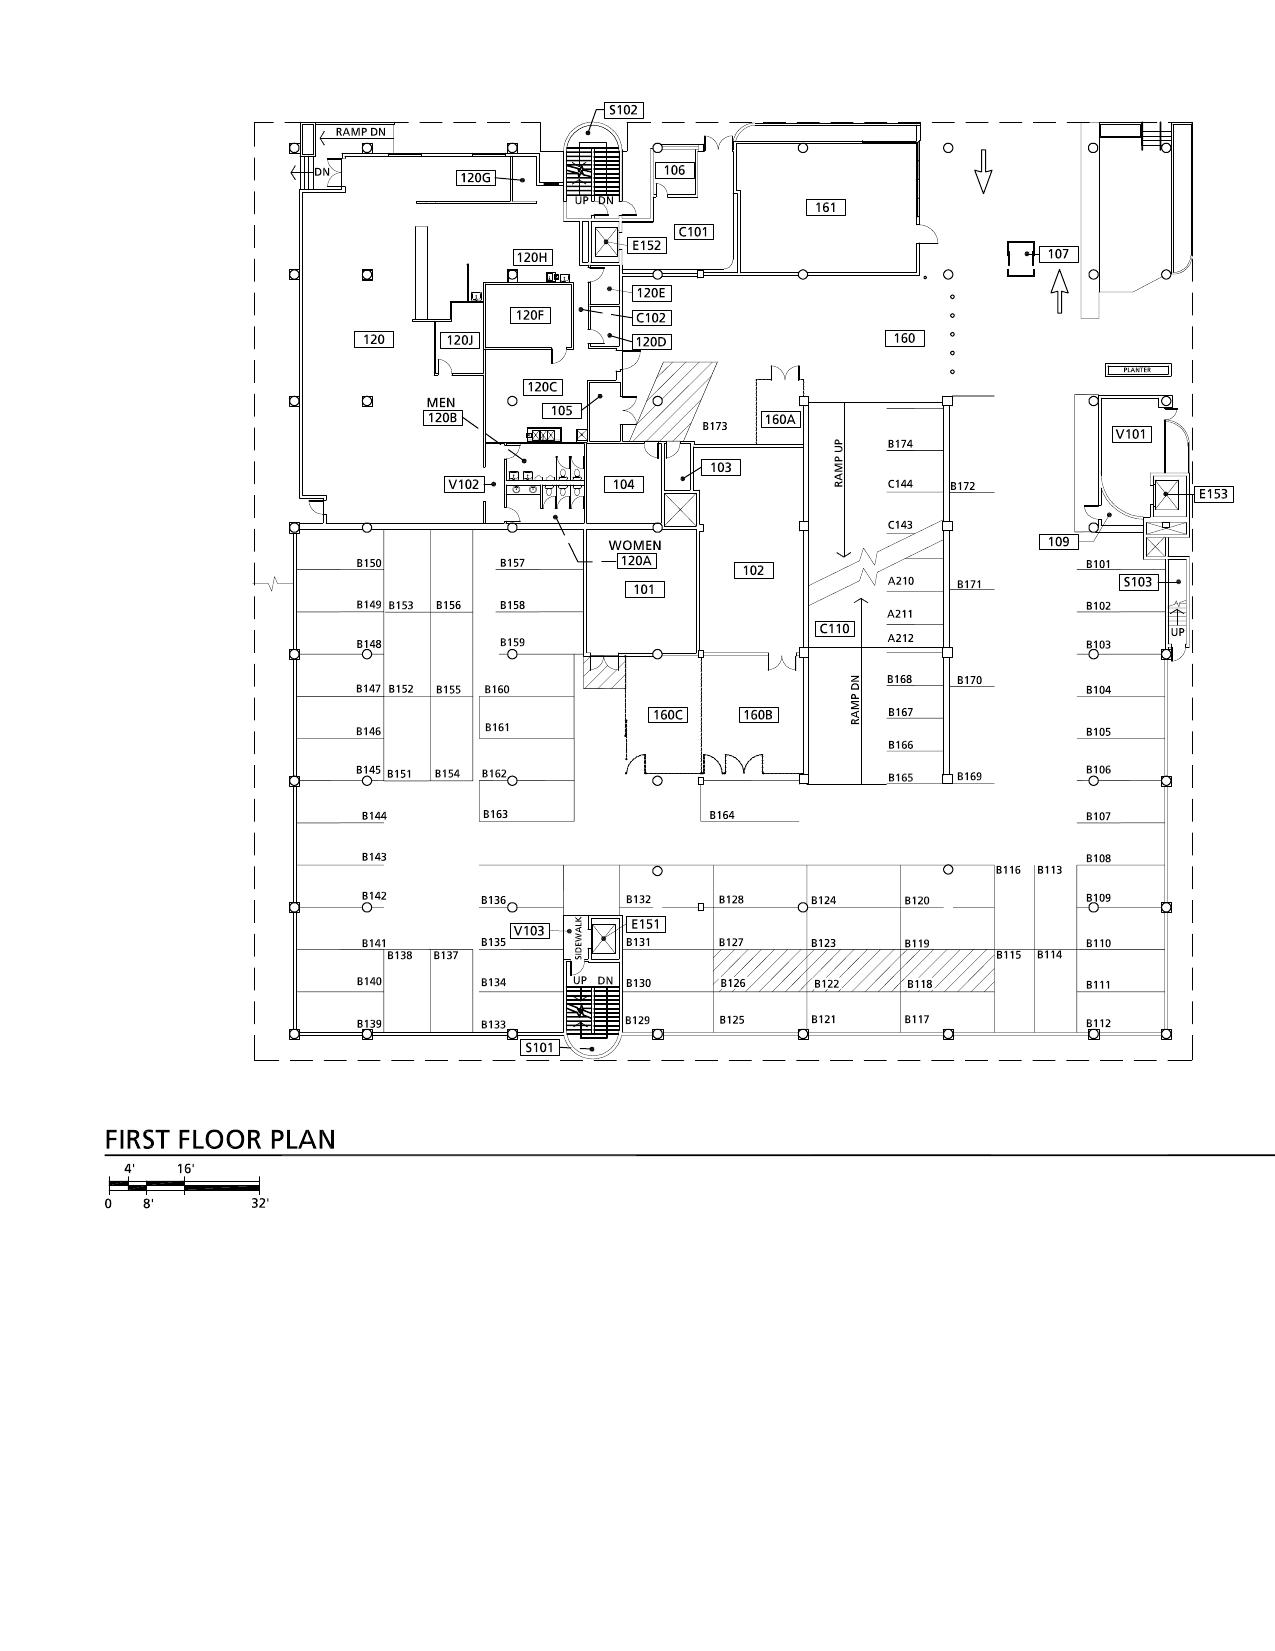 S102
RAMP DN
DN
120G
106
UP DN
161
C101
E152
107
120H
120E
120F
C102
120
120J
120D
160
PLANTER
120C
MEN
120B
105
B173
160A
RAMP UP
B174
V101
103
V102
104
C144
B172
E153
C143
109
WOMEN
120A
B150
B157
101
102
A210
B171
B101
S103
B149
B153
B156
B158
A211
B102
C110
A212
UP
B148
B159
B103
B147
B152
B155
B160
B168
B170
B104
160C
160B
RAMP DN
B167
B146
B161
B166
B105
B145
B151
B154
B162
B165
B169
B106
B144
B163
B164
B107
B143
B108
B116
B113
B142
B136
B132
B128
B124
B120
B109
V103
SIDEWALK
E151
B141
B135
B131
B127
B123
B119
B110
B138
B137
B115
B114
B140
B134
UP DN
B130
B126
B122
B118
B111
B139
B133
B129
B125
B121
B117
B112
S101
FIRST FLOOR PLAN
4' 16'
0 8' 32'